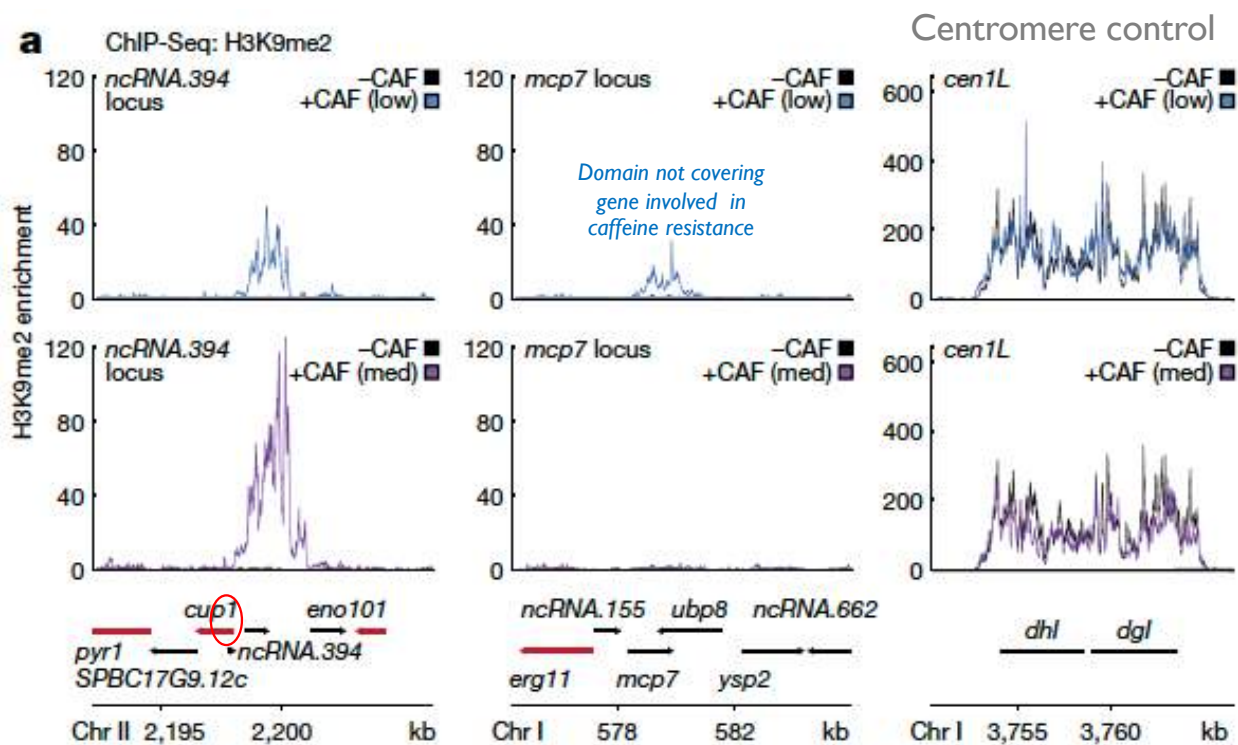 a
ChIP-Seq: H3K9me2
Centromere control
H3K9me2 enrichment
120
80
40
0
ncRNA.394
locus
–CAF
+CAF (low)
120
80
40
0
mcp7 locus
–CAF
+CAF (low)
Domain not covering
gene involved in
caffeine resistance
600
400
200
0
cen1L
–CAF
+CAF (low)
120
80
40
0
ncRNA.394
locus
–CAF
+CAF (med)
120
80
40
0
mcp7 locus
–CAF
+CAF (med)
600
400
200
0
cen1L
–CAF
+CAF (med)
cup1
eno101
pyr1
ncRNA.394
SPBC17G9.12c
Chr II 2,195 2,200 kb
ncRNA.155 ubp8 ncRNA.662
erg11 mcp7 ysp2
Chr I 578 582 kb
dhl dgl
Chr I 3,755 3,760 kb